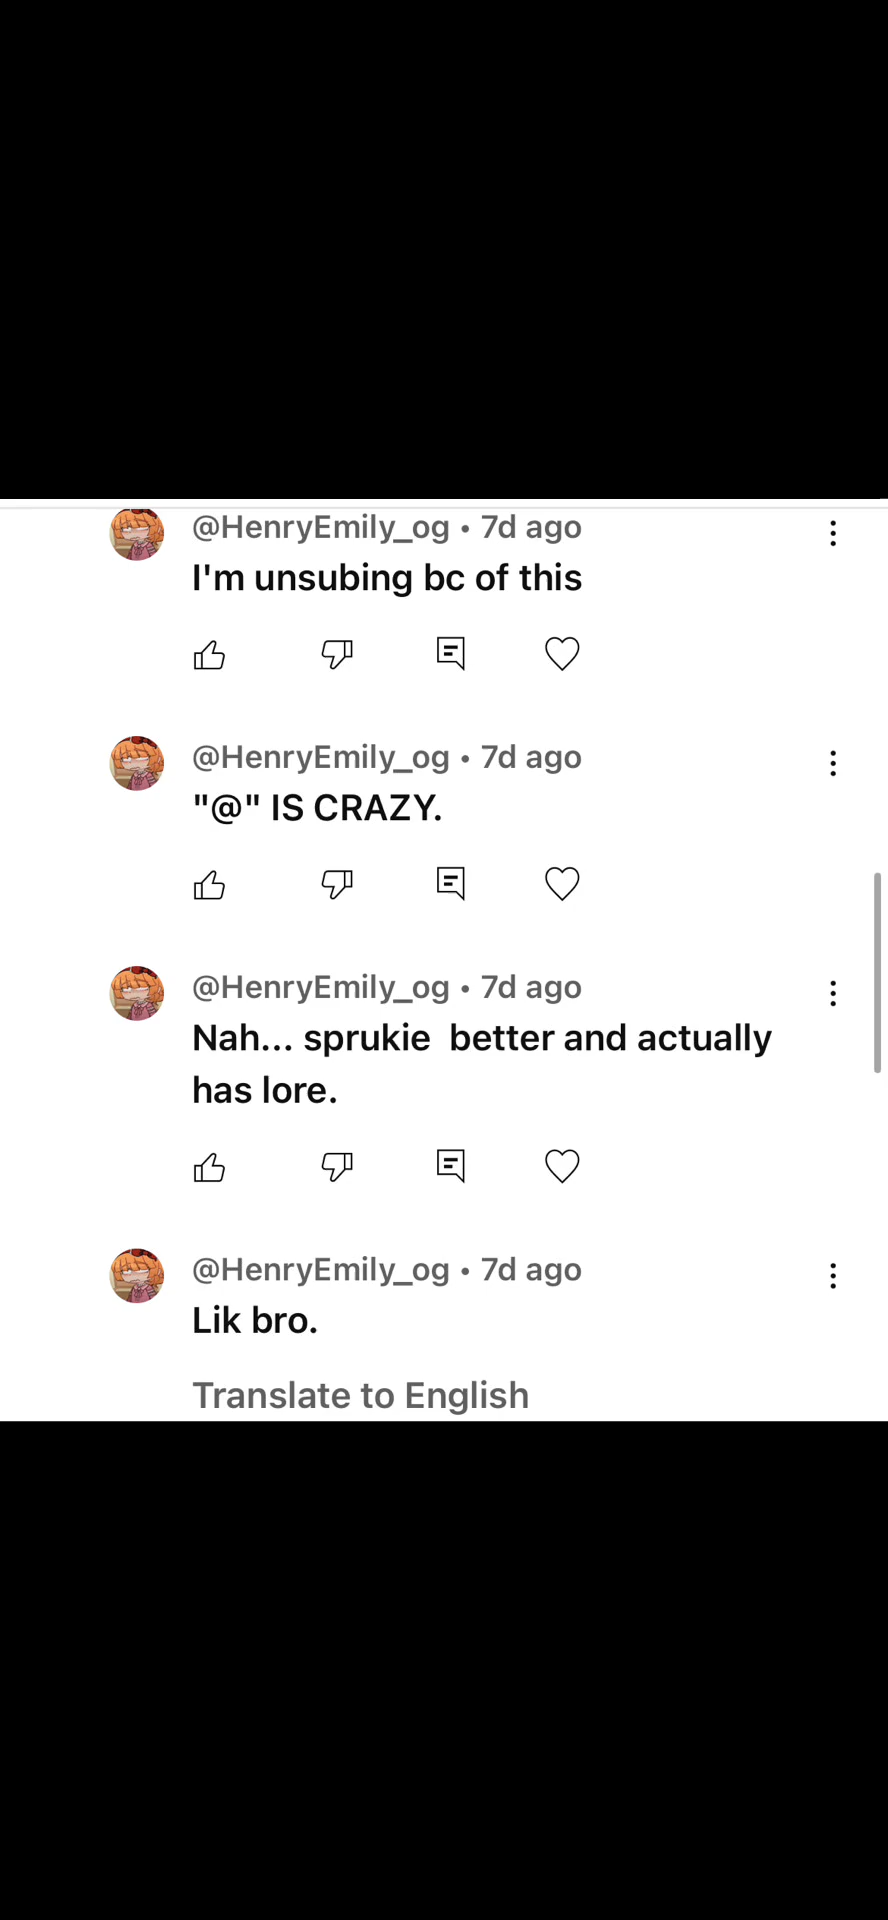 @HenryEmily_og • 7d ago
I'm unsubing bc of this
@HenryEmily_og • 7d ago
"@" IS CRAZY.
@HenryEmily_og • 7d ago
Nah... sprukie  better and actually
has lore.
@HenryEmily_og • 7d ago
Lik bro.
Translate to English